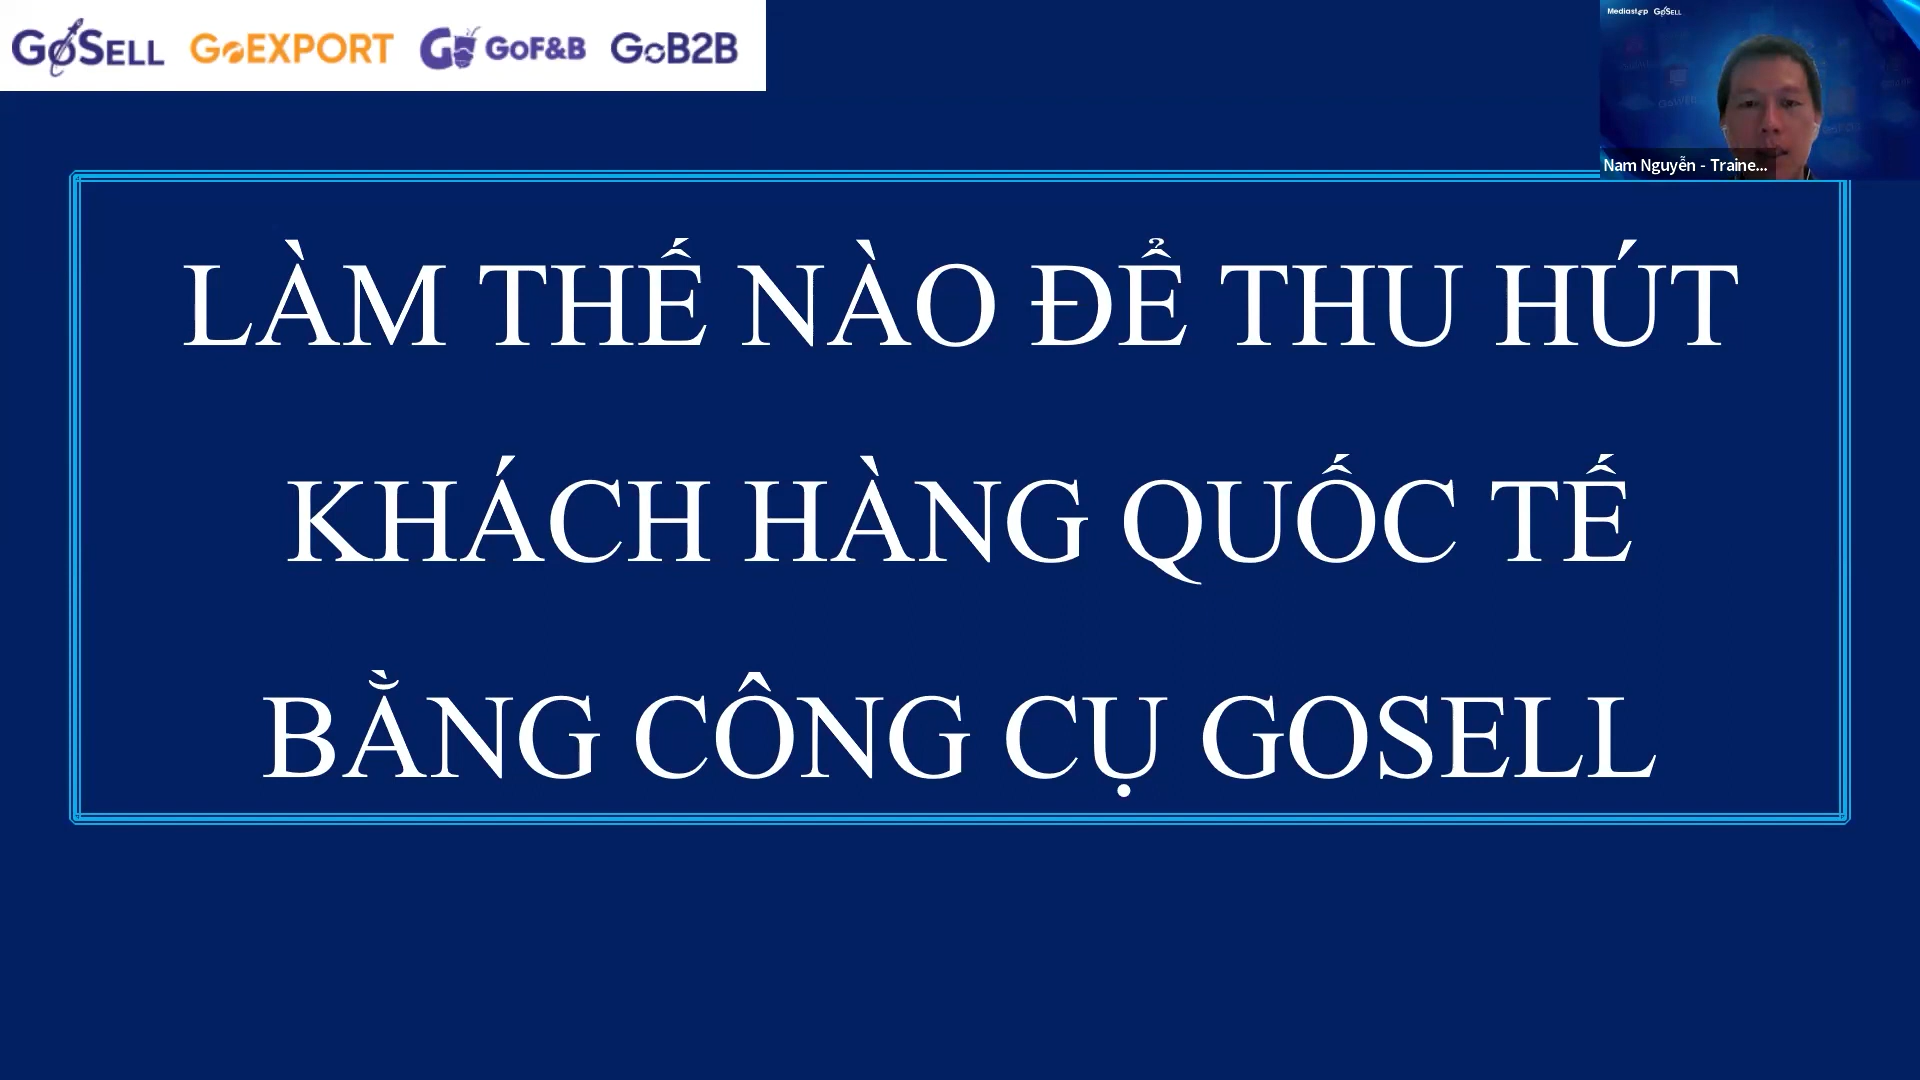 GoSELL GoEXPORT GoF&B GoB2B
Mediastep GoSELL
Nam Nguyễn - Traine...
LÀM THẾ NÀO ĐỂ THU HÚT
KHÁCH HÀNG QUỐC TẾ
BẰNG CÔNG CỤ GOSELL